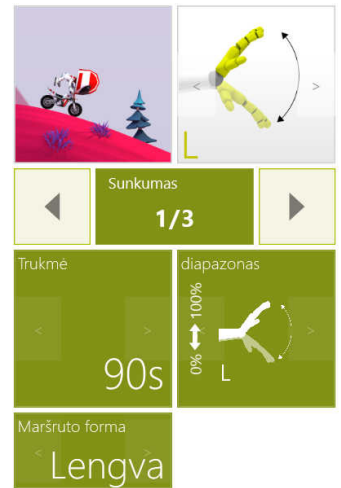 L
Sunkumas
1/3
Trukmė
90s
diapazonas
0% 100%
L
Maršruto forma
Lengva